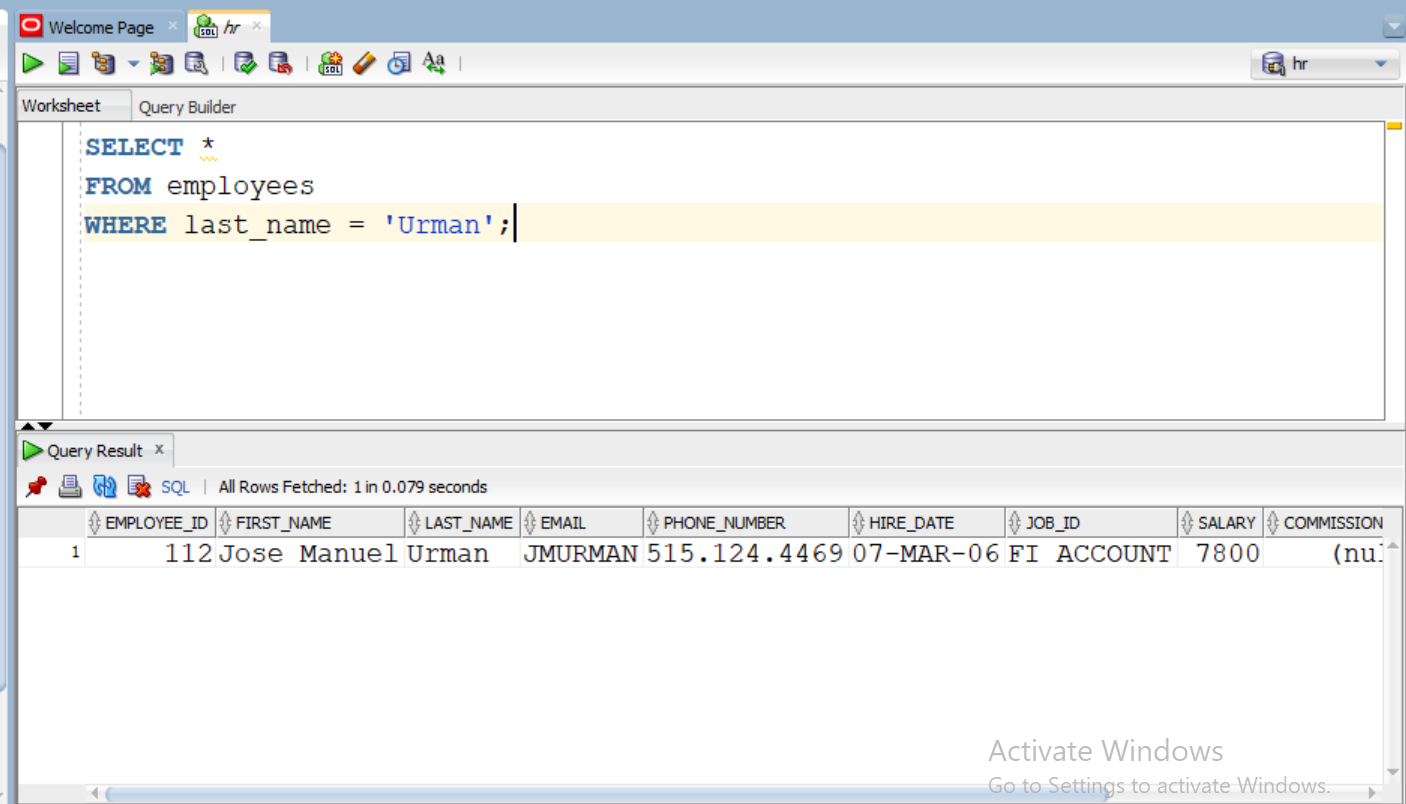 Welcome Page hr
hr
Worksheet Query Builder
SELECT *
FROM employees
WHERE last_name = 'Urman';
Query Result
SQL | All Rows Fetched: 1 in 0.079 seconds
EMPLOYEE_ID FIRST_NAME LAST_NAME EMAIL PHONE_NUMBER HIRE_DATE JOB_ID SALARY COMMISSION
1 112 Jose Manuel Urman JMURMAN 515.124.4469 07-MAR-06 FI_ACCOUNT 7800 (nul
Activate Windows
Go to Settings to activate Windows.